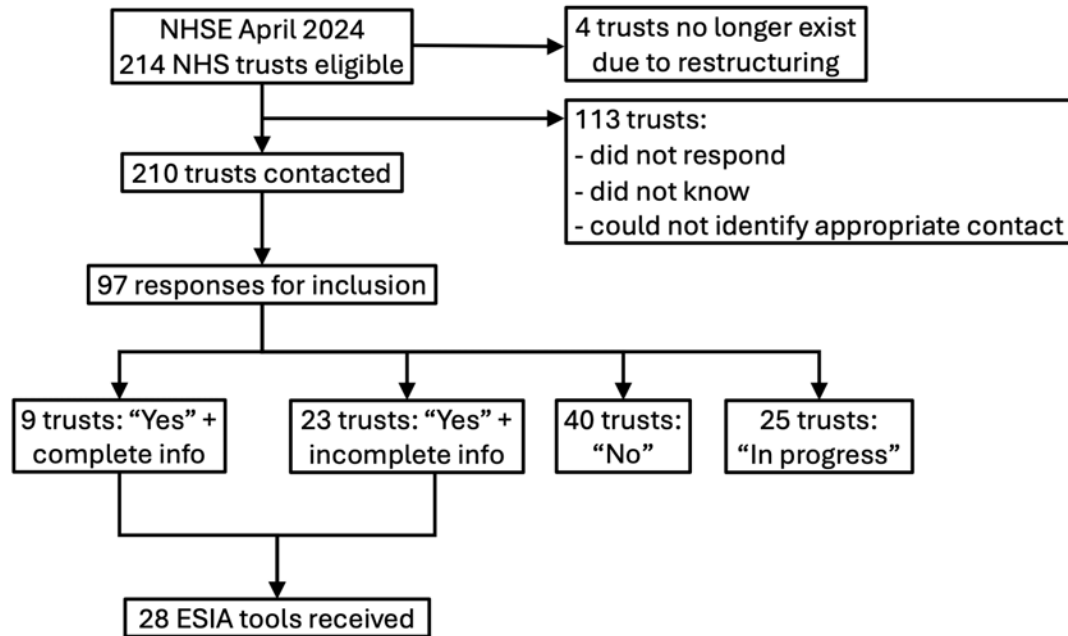 NHSE April 2024
214 NHS trusts eligible
4 trusts no longer exist
due to restructuring
113 trusts:
- did not respond
- did not know
- could not identify appropriate contact
210 trusts contacted
97 responses for inclusion
9 trusts: “Yes” +
complete info
23 trusts: “Yes” +
incomplete info
40 trusts:
“No”
25 trusts:
“In progress”
28 ESIA tools received